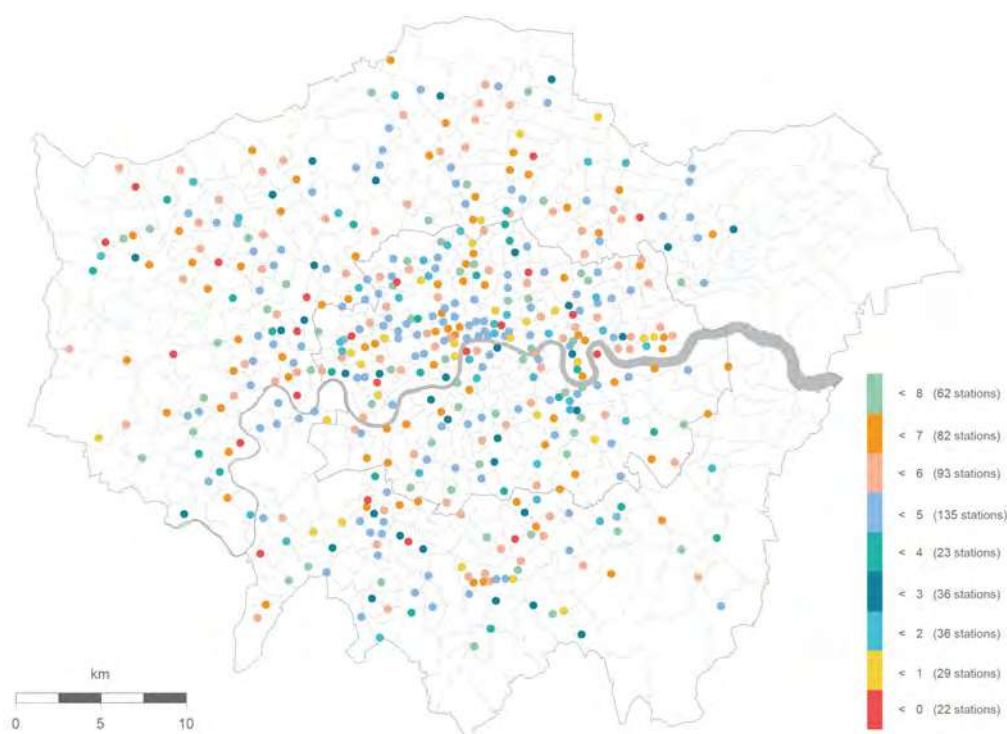 < 8 (62 stations)
< 7 (82 stations)
< 6 (93 stations)
< 5 (135 stations)
< 4 (23 stations)
< 3 (36 stations)
< 2 (36 stations)
< 1 (29 stations)
< 0 (22 stations)
km
0 5 10